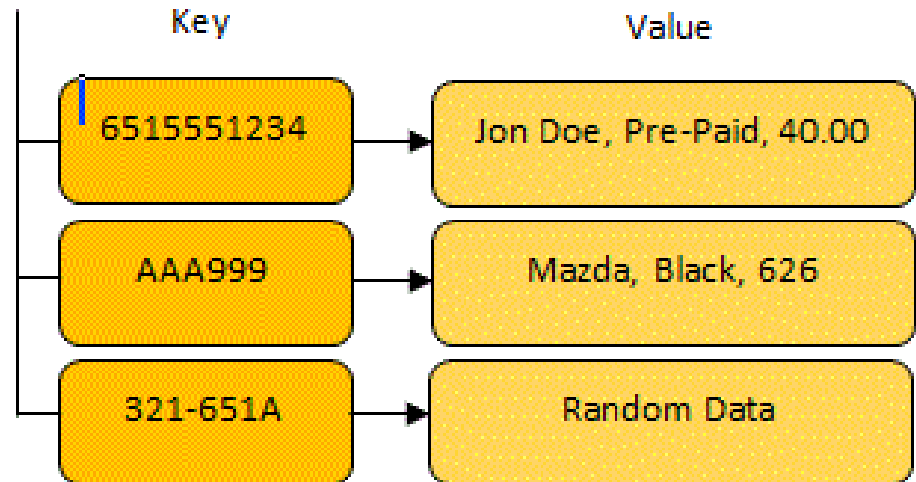 Key Value
6515551234 Jon Doe, Pre-Paid, 40.00
AAA999 Mazda, Black, 626
321-651A Random Data